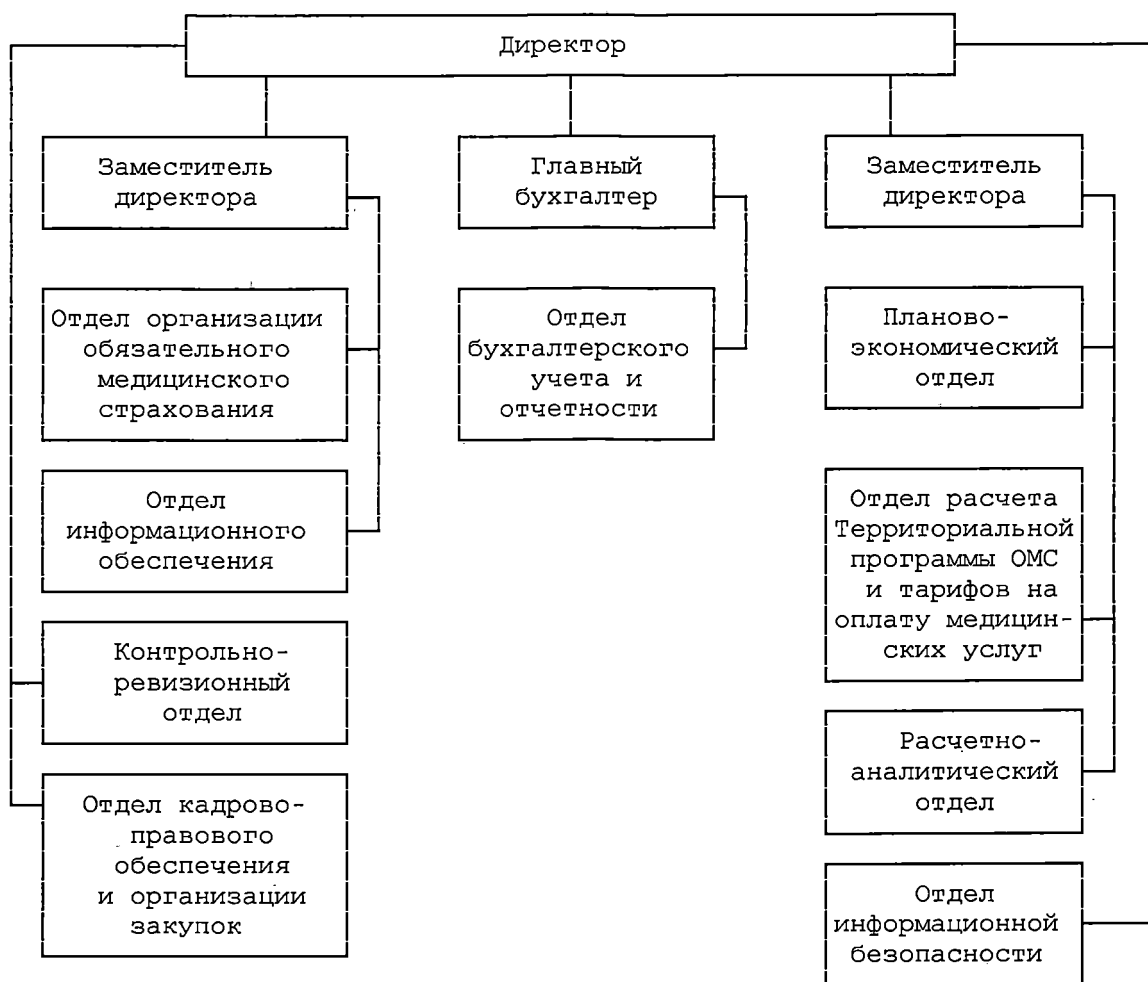 Директор
Заместитель
директора
Главный
бухгалтер
Заместитель
директора
Отдел организации
обязательного
медицинского
страхования
Отдел
бухгалтерского
учета и
отчетности
Планово-
экономический
отдел
Отдел
информационного
обеспечения
Отдел расчета
Территориальной
программы ОМС
и тарифов на
оплату медицин-
ских услуг
Контрольно-
ревизионный
отдел
Расчетно-
аналитический
отдел
Отдел кадрово-
правового
обеспечения
и организации
закупок
Отдел
информационной
безопасности